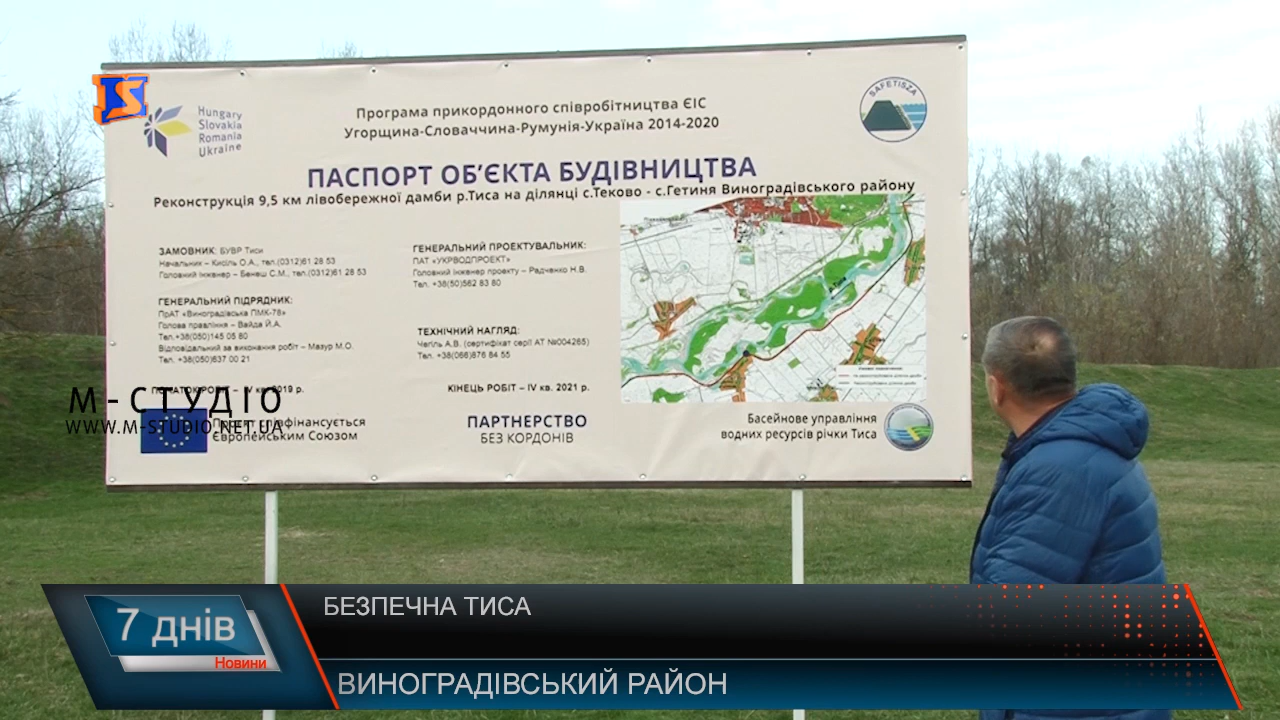 Hungary
Slovakia
Romania
Ukraine
Програма прикордонного співробітництва ЄІС
Угорщина-Словаччина-Румунія-Україна 2014-2020
SAFETISZA
ПАСПОРТ ОБ’ЄКТА БУДІВНИЦТВА
Реконструкція 9,5 км лівобережної дамби р.Тиса на ділянці с.Теково - с.Гетиня Виноградівського району
ЗАМОВНИК: БУВР Тиси
Начальник – Кисіль О.А., тел.(0312)61 28 53
Головний інженер – Бенеш С.М., тел.(0312)61 28 53
ГЕНЕРАЛЬНИЙ ПІДРЯДНИК:
ПрАТ «Виноградівська ПМК-78»
Голова правління – Вайда Й.А.
Тел.+38(050)145 05 80
Відповідальний за виконання робіт – Мазур М.О.
Тел. +38(050)637 00 21
ГЕНЕРАЛЬНИЙ ПРОЕКТУВАЛЬНИК:
ПАТ «УКРВОДПРОЕКТ»
Головний інженер проекту – Радченко Н.В.
Тел. +38(50)562 83 80
ТЕХНІЧНИЙ НАГЛЯД:
Чегіль А.В. (сертифікат серії АТ №004265)
Тел. +38(066)876 84 55
р.Тиса
РОБІТ – IV кв. 2019 р.
КІНЕЦЬ РОБІТ – IV кв. 2021 р.
М-СТУДІО
WWW.M-STUDIO.NET.UA
Європейським Союзом
ПАРТНЕРСТВО
БЕЗ КОРДОНІВ
Басейнове управління
водних ресурсів річки Тиса
7 днів
Новини
БЕЗПЕЧНА ТИСА
ВИНОГРАДІВСЬКИЙ РАЙОН